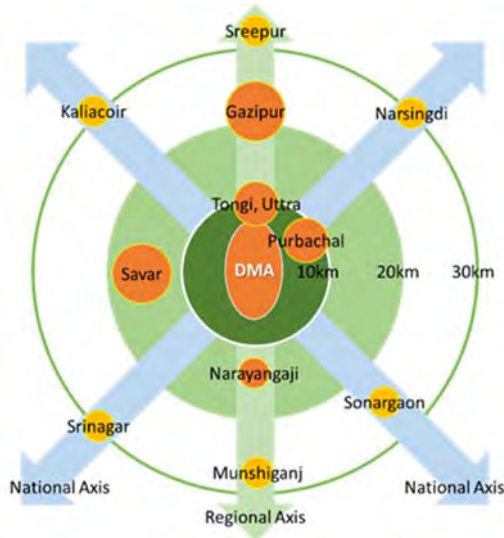 Sreepur
Kaliacoir
Gazipur
Narsingdi
Tongi, Uttra
Purbachal
Savar
DMA
10km
20km
30km
Narayangaji
Sonargaon
Srinagar
Munshiganj
National Axis
National Axis
Regional Axis